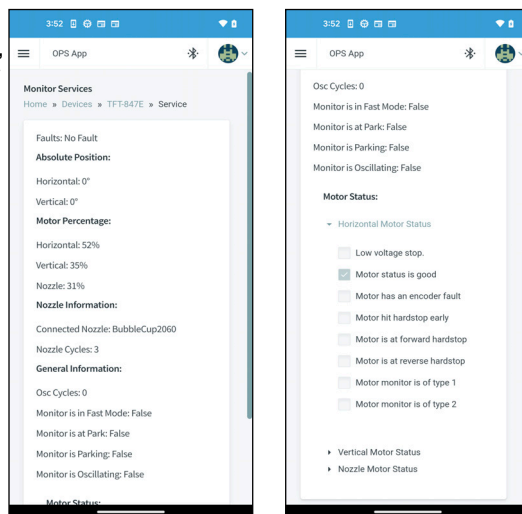 3:52
OPS App
Monitor Services
Home » Devices » TFT-847E » Service
Faults: No Fault
Absolute Position:
Horizontal: 0°
Vertical: 0°
Motor Percentage:
Horizontal: 52%
Vertical: 35%
Nozzle: 31%
Nozzle Information:
Connected Nozzle: BubbleCup2060
Nozzle Cycles: 3
General Information:
Osc Cycles: 0
Monitor is in Fast Mode: False
Monitor is at Park: False
Monitor is Parking: False
Monitor is Oscillating: False
Motor Status:
3:52
OPS App
Osc Cycles: 0
Monitor is in Fast Mode: False
Monitor is at Park: False
Monitor is Parking: False
Monitor is Oscillating: False
Motor Status:
Horizontal Motor Status
Low voltage stop.
Motor status is good
Motor has an encoder fault
Motor hit hardstop early
Motor is at forward hardstop
Motor is at reverse hardstop
Motor monitor is of type 1
Motor monitor is of type 2
Vertical Motor Status
Nozzle Motor Status